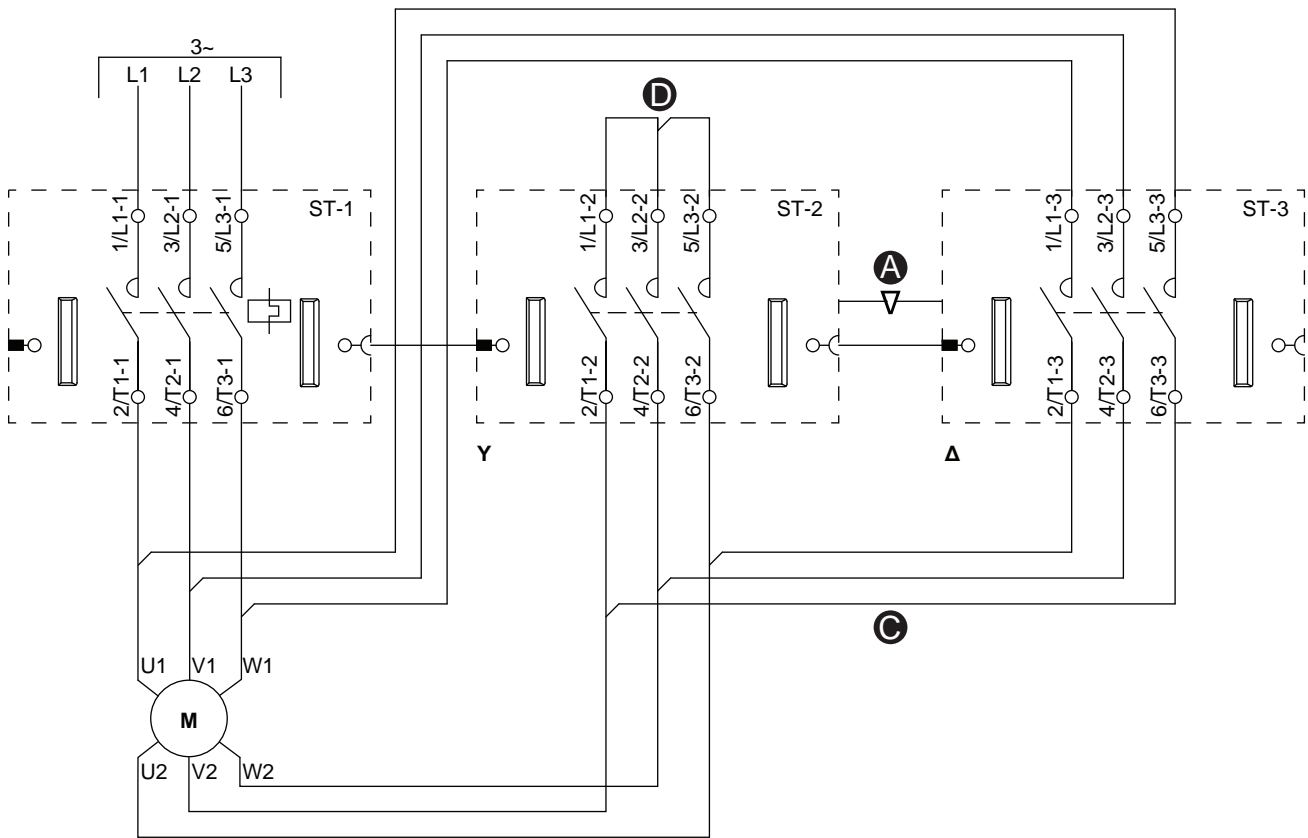 3~
L1 L2 L3
D
ST-1
ST-2
ST-3
1/L1-1
3/L2-1
5/L3-1
1/L1-2
3/L2-2
5/L3-2
1/L1-3
3/L2-3
5/L3-3
A
2/T1-1
4/T2-1
6/T3-1
2/T1-2
4/T2-2
6/T3-2
2/T1-3
4/T2-3
6/T3-3
Y
Δ
C
U1 V1 W1
M
U2 V2 W2